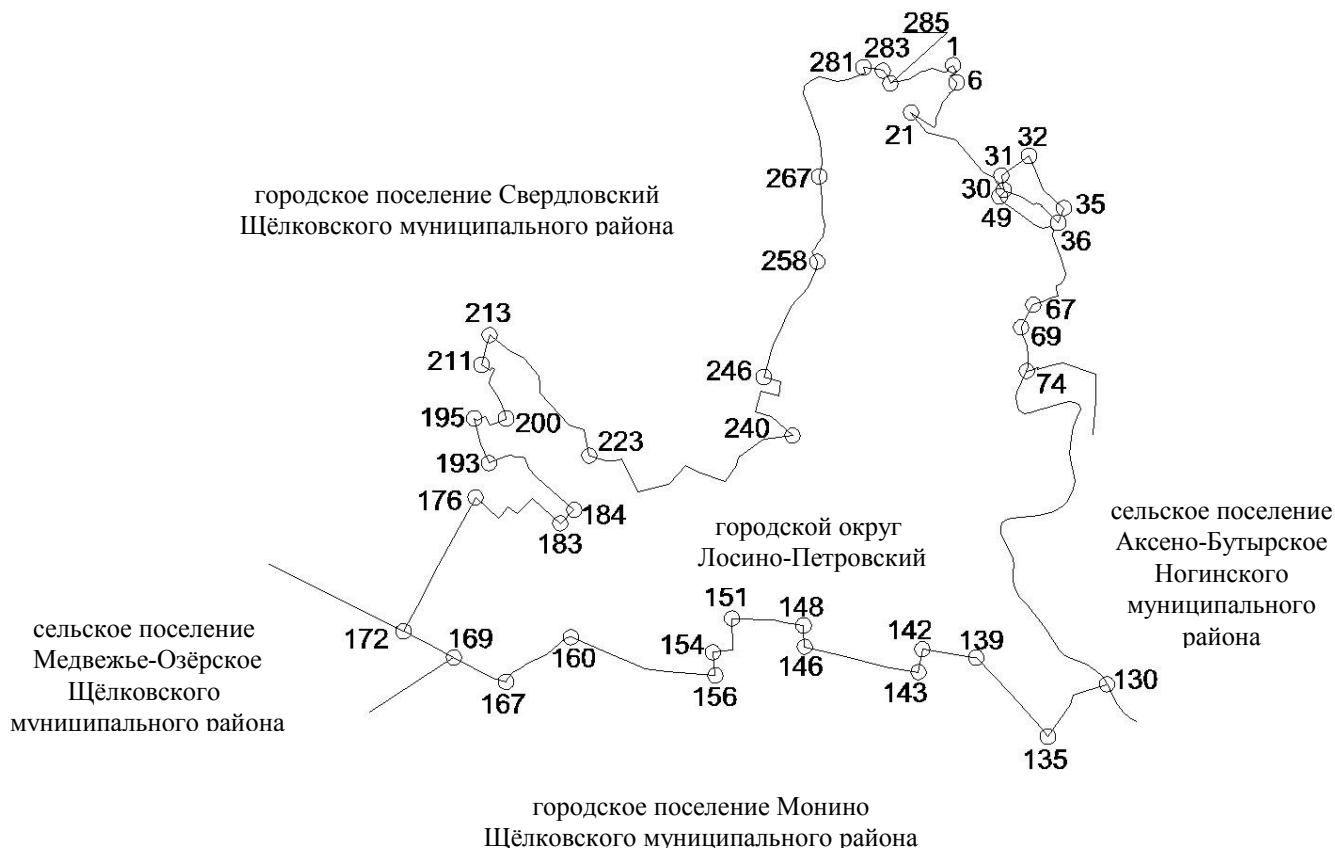 285
1
283
281
6
21
32
31
267
30
35
городское поселение Свердловский
49
Щёлковского муниципального района
36
258
67
213
69
211
74
246
195
200
240
223
193
176
184
183
городской округ
Лосино-Петровский
сельское поселение
Аксено-Бутырское
Ногинского
муниципального
района
151
148
142
139
154
146
143
130
172
169
160
156
167
135
сельское поселение
Медвежье-Озёрское
Щёлковского
муниципального района
городское поселение Монино
Щёлковского муниципального района